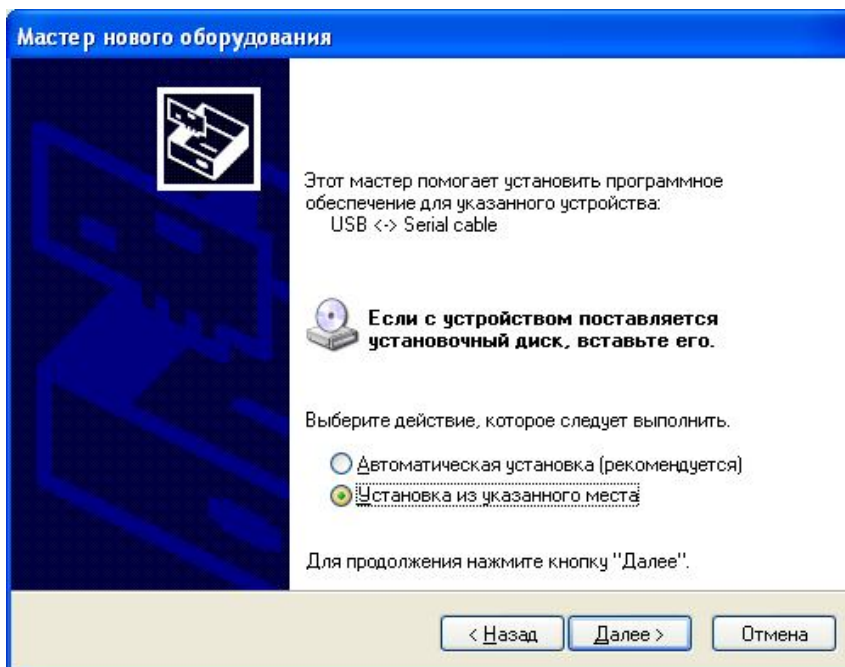 Мастер нового оборудования
Этот мастер помогает установить программное
обеспечение для указанного устройства:
USB <-> Serial cable
Если с устройством поставляется
установочный диск, вставьте его.
Выберите действие, которое следует выполнить.
Автоматическая установка (рекомендуется)
Установка из указанного места
Для продолжения нажмите кнопку "Далее".
< Назад Далее > Отмена